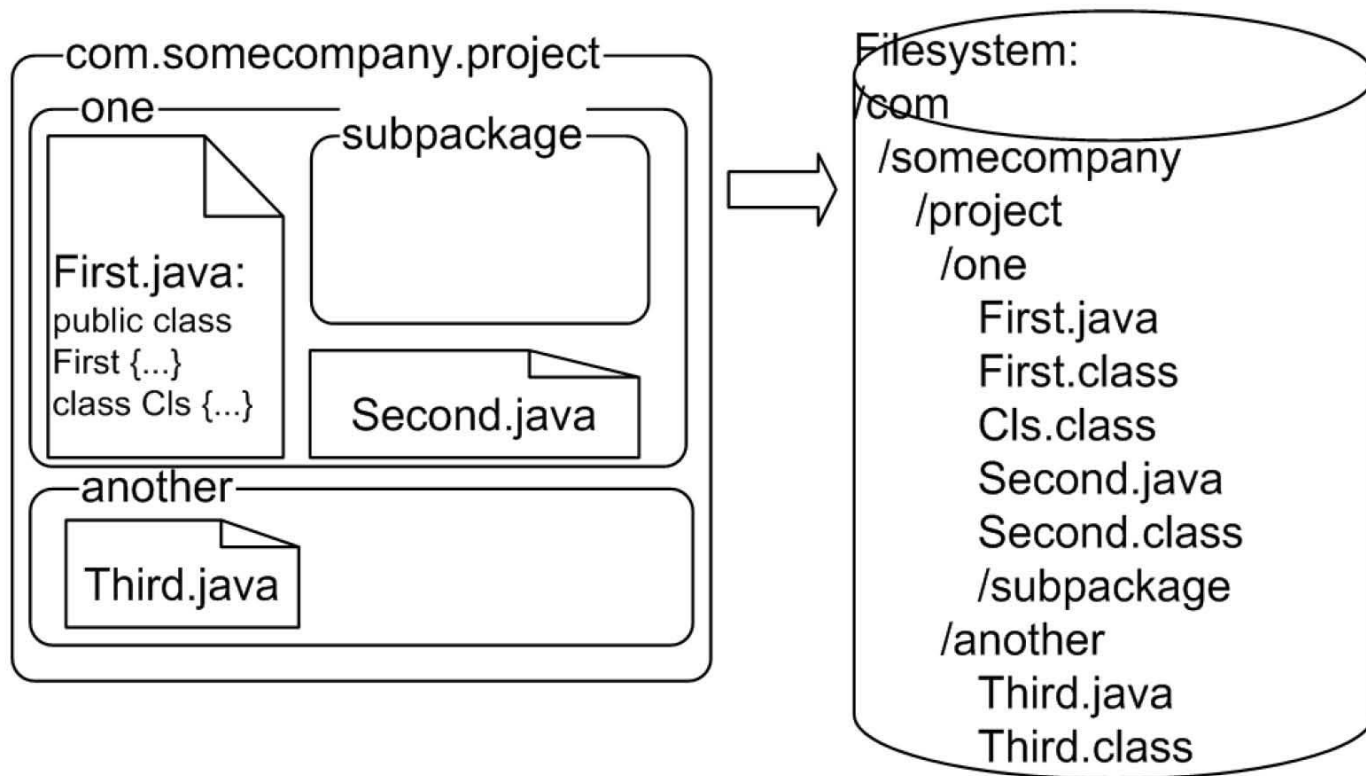 com.somecompany.project
one
subpackage
First.java:
public class
First {...}
class Cls {...}
Second.java
another
Third.java
Filesystem:
/com
/somecompany
/project
/one
First.java
First.class
Cls.class
Second.java
Second.class
/subpackage
/another
Third.java
Third.class